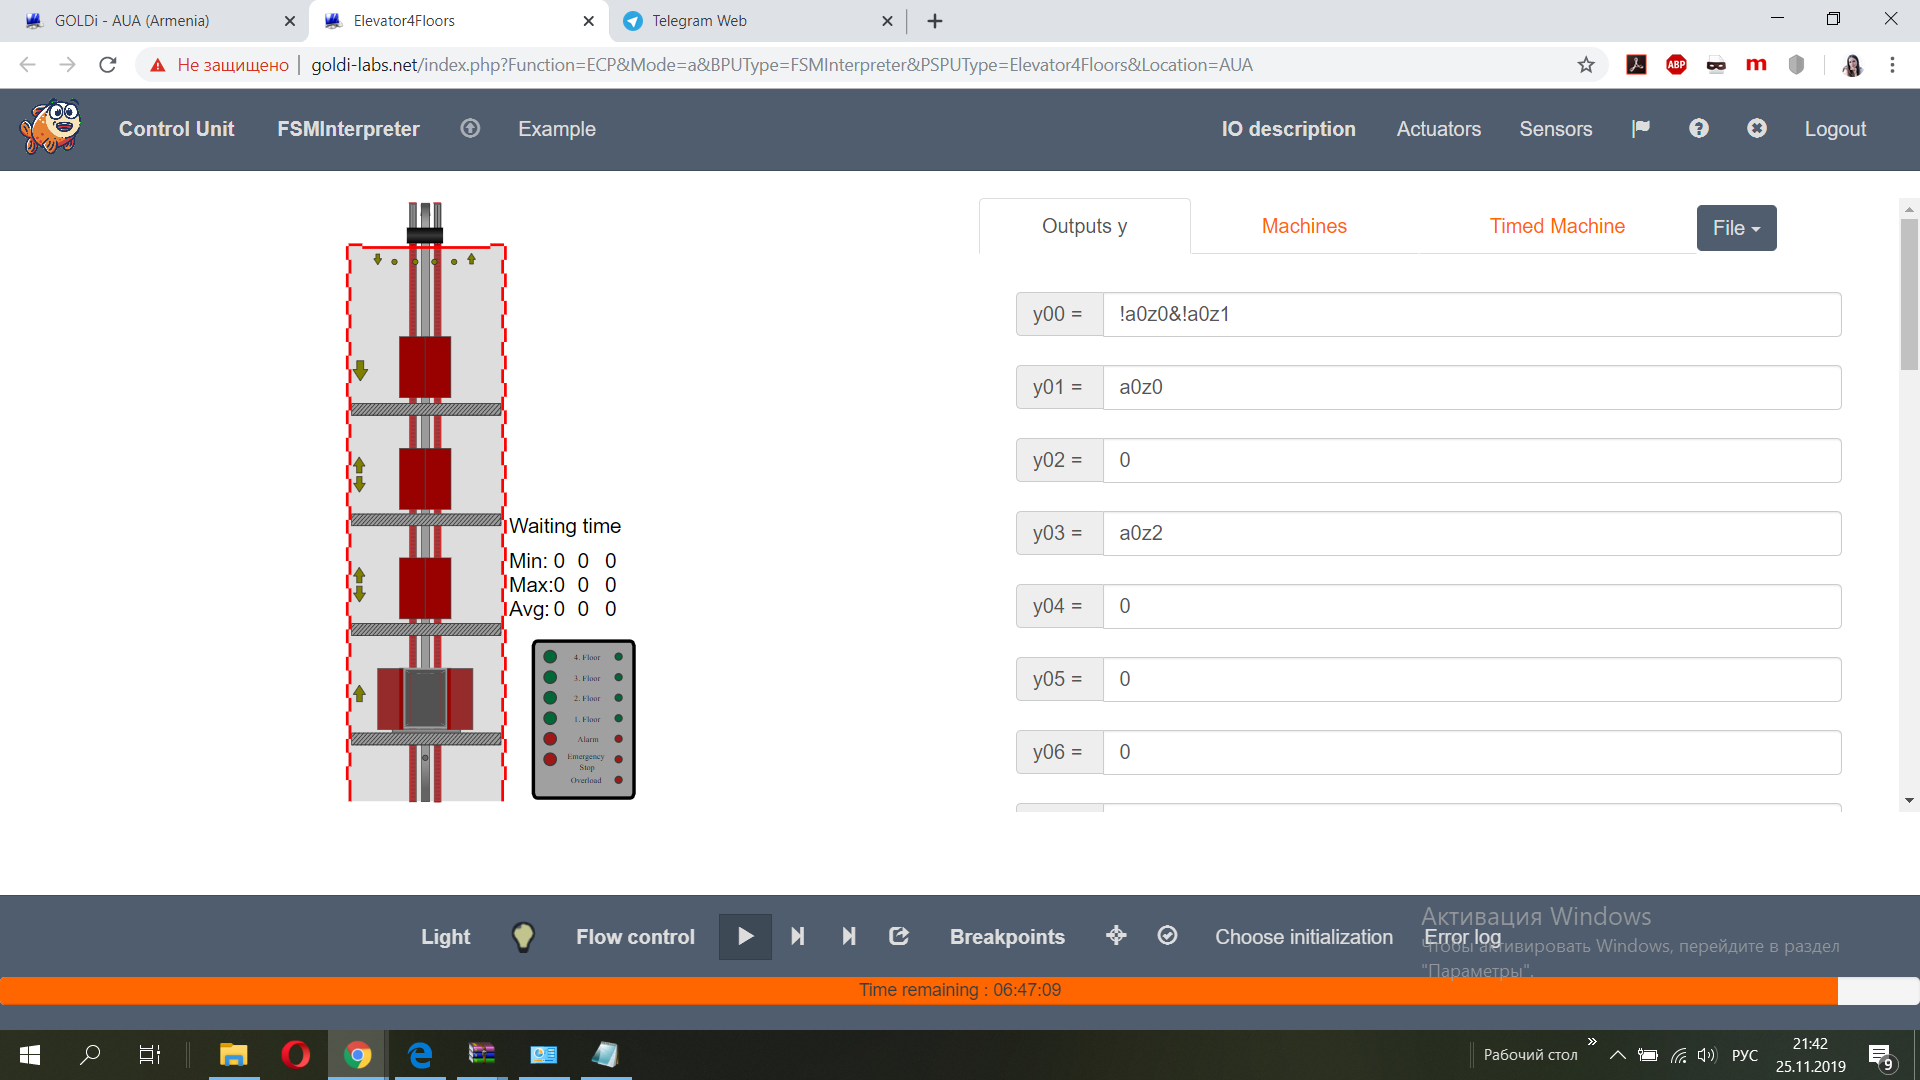 GOLDi - AUA (Armenia)
Elevator4Floors
Telegram Web
Не защищено
goldi-labs.net/index.php?Function=ECP&Mode=a&BPUType=FSMInterpreter&PSPUType=Elevator4Floors&Location=AUA
ABP
m
Control Unit
FSMInterpreter
Example
IO description
Actuators
Sensors
Logout
Outputs y
Machines
Timed Machine
File
y00 = !a0z0&!a0z1
y01 = a0z0
y02 = 0
y03 = a0z2
y04 = 0
y05 = 0
y06 = 0
Waiting time
Min: 0 0 0
Max:0 0 0
Avg: 0 0 0
4. Floor
3. Floor
2. Floor
1. Floor
Alarm
Emergency
Stop
Overload
Light
Flow control
Breakpoints
Choose initialization
Error log
Активация Windows
Чтобы активировать Windows, перейдите в раздел
"Параметры".
Time remaining : 06:47:09
Рабочий стол
РУС
21:42
25.11.2019
9